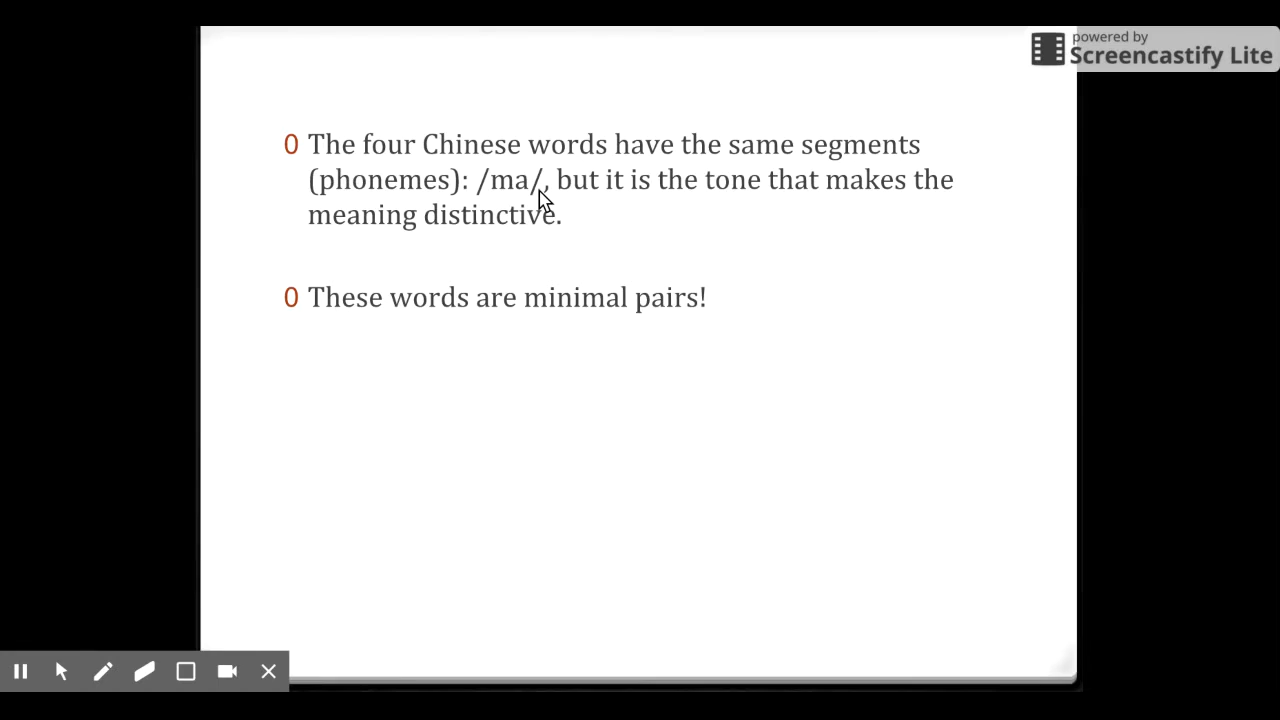 powered by
Screencastify Lite
0 The four Chinese words have the same segments
(phonemes): /ma/, but it is the tone that makes the
meaning distinctive.
0 These words are minimal pairs!